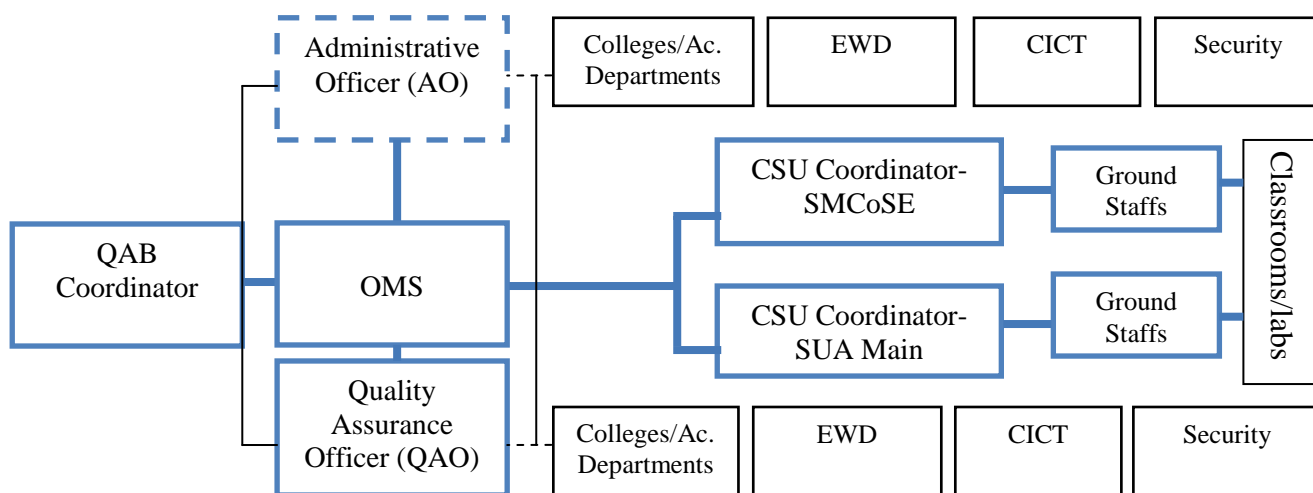 Administrative
Officer (AO)
Colleges/Ac.
Departments
EWD
CICT
Security
QAB
Coordinator
OMS
CSU Coordinator-
SMCoSE
Ground
Staffs
Classrooms/labs
CSU Coordinator-
SUA Main
Ground
Staffs
Quality
Assurance
Officer (QAO)
Colleges/Ac.
Departments
EWD
CICT
Security